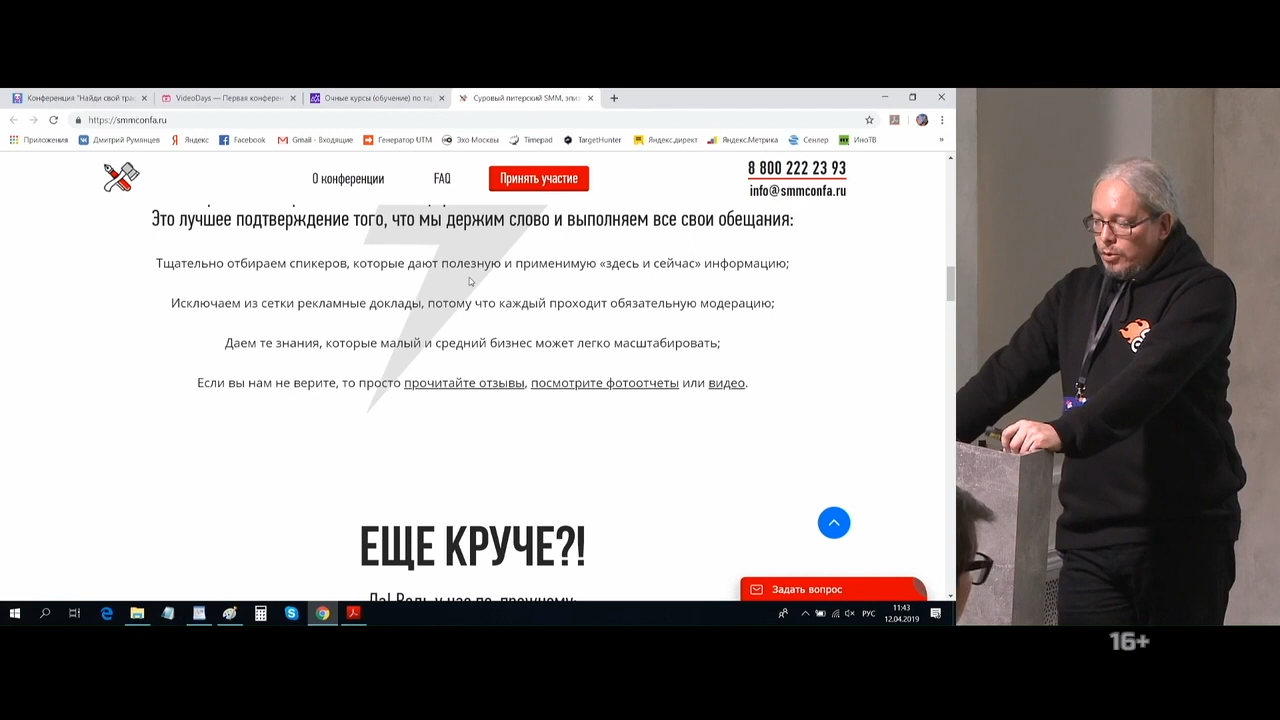 Конференция "Найди свой тра
VideoDays — Первая конферен
Очные курсы (обучение) по та
Суровый питерский SMM, эпи
https://smmconfa.ru
Приложения
Дмитрий Румянцев
Яндекс
Facebook
Gmail - Входящие
Генератор UTM
Эхо Москвы
Timepad
TargetHunter
Яндекс.директ
Яндекс.Метрика
Сенлер
ИноТВ
О конференции
FAQ
Принять участие
8 800 222 23 93
info@smmconfa.ru
Это лучшее подтверждение того, что мы держим слово и выполняем все свои обещания:
Тщательно отбираем спикеров, которые дают полезную и применимую «здесь и сейчас» информацию;
Исключаем из сетки рекламные доклады, потому что каждый проходит обязательную модерацию;
Даем те знания, которые малый и средний бизнес может легко масштабировать;
Если вы нам не верите, то просто прочитайте отзывы, посмотрите фотоотчеты или видео.
ЕЩЕ КРУЧЕ?!
Да! Ведь у нас по-прежнему:
Задать вопрос
РУС
11:43
12.04.2019
16+